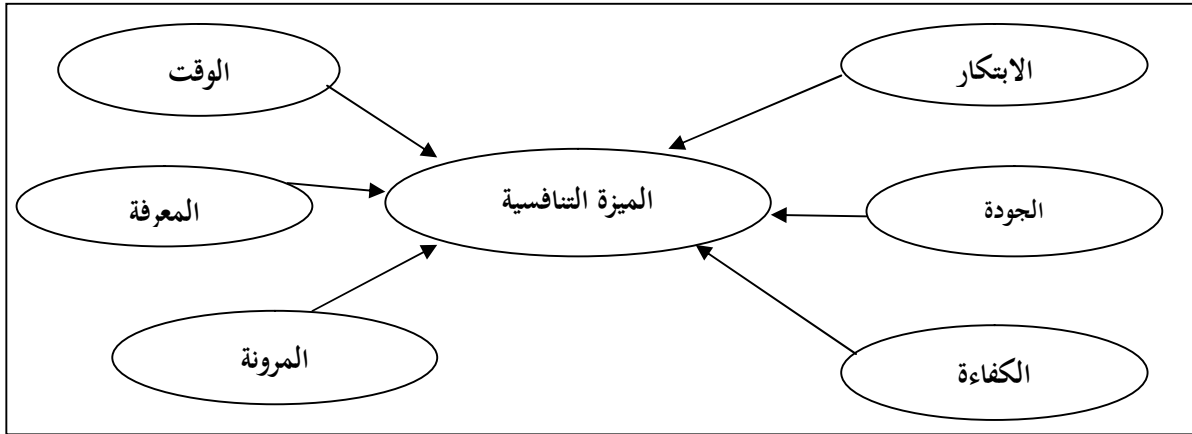 الابتكار
الوقت
الميزة التنافسية
الجودة
المعرفة
الكفاءة
المرونة